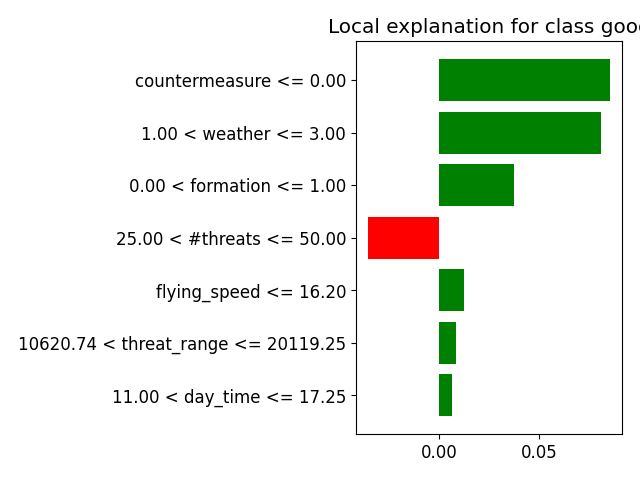 Local explanation for class goo
countermeasure <= 0.00
1.00 < weather <= 3.00
0.00 < formation <= 1.00
25.00 < #threats <= 50.00
flying_speed <= 16.20
10620.74 < threat_range <= 20119.25
11.00 < day_time <= 17.25
0.00 0.05